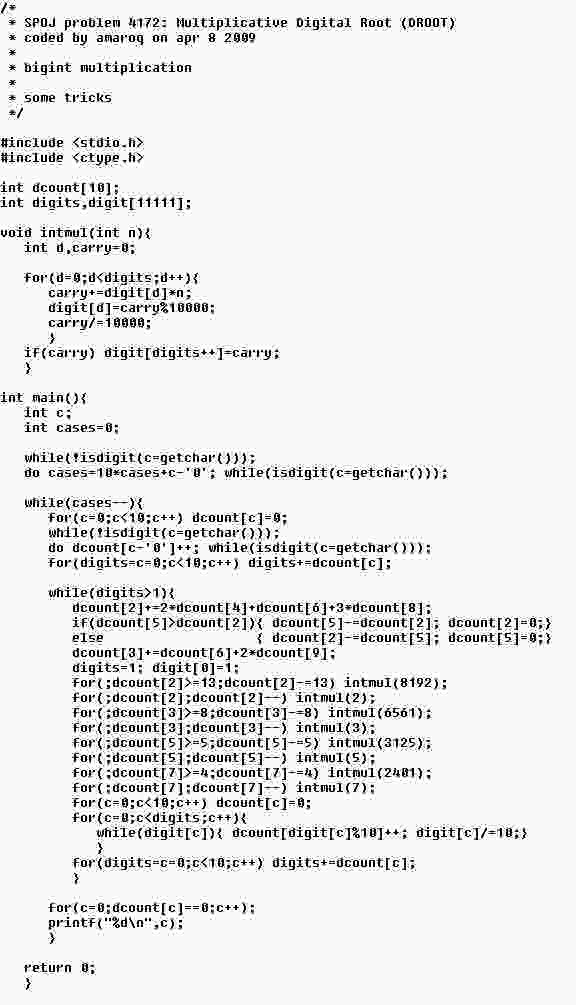 /*
 * SPOJ problem 4172: Multiplicative Digital Root (DROOT)
 * coded by amaroq on apr 8 2009
 *
 * bigint multiplication
 *
 * some tricks
 */

#include <stdio.h>
#include <ctype.h>

int dcount[10];
int digits,digit[11111];

void intmul(int n){
   int d,carry=0;

   for(d=0;d<digits;d++){
      carry+=digit[d]*n;
      digit[d]=carry%10000;
      carry/=10000;
      }
   if(carry) digit[digits++]=carry;
   }

int main(){
   int c;
   int cases=0;

   while(!isdigit(c=getchar()));
   do cases=10*cases+c-'0'; while(isdigit(c=getchar()));

   while(cases--){
      for(c=0;c<10;c++) dcount[c]=0;
      while(!isdigit(c=getchar()));
      do dcount[c-'0']++; while(isdigit(c=getchar()));
      for(digits=c=0;c<10;c++) digits+=dcount[c];

      while(digits>1){
         dcount[2]+=2*dcount[4]+dcount[6]+3*dcount[8];
         if(dcount[5]>dcount[2]){ dcount[5]-=dcount[2]; dcount[2]=0;}
         else                   { dcount[2]-=dcount[5]; dcount[5]=0;}
         dcount[3]+=dcount[6]+2*dcount[9];
         digits=1; digit[0]=1;
         for(;dcount[2]>=13;dcount[2]-=13) intmul(8192);
         for(;dcount[2];dcount[2]--) intmul(2);
         for(;dcount[3]>=8;dcount[3]-=8) intmul(6561);
         for(;dcount[3];dcount[3]--) intmul(3);
         for(;dcount[5]>=5;dcount[5]-=5) intmul(3125);
         for(;dcount[5];dcount[5]--) intmul(5);
         for(;dcount[7]>=4;dcount[7]-=4) intmul(2401);
         for(;dcount[7];dcount[7]--) intmul(7);
         for(c=0;c<10;c++) dcount[c]=0;
         for(c=0;c<digits;c++){
            while(digit[c]){ dcount[digit[c]%10]++; digit[c]/=10;}
            }
         for(digits=c=0;c<10;c++) digits+=dcount[c];
         }

      for(c=0;dcount[c]==0;c++);
      printf("%d\n",c);
      }

   return 0;
   }